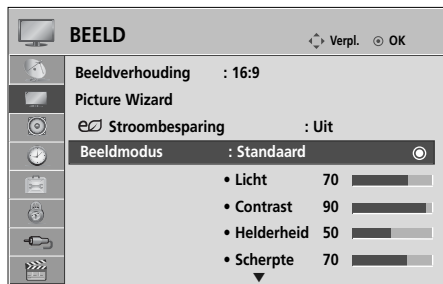 BEELD Verpl. OK
Beeldverhouding : 16:9
Picture Wizard
Stroombesparing : Uit
Beeldmodus : Standaard
• Licht 70
• Contrast 90
• Helderheid 50
• Scherpte 70